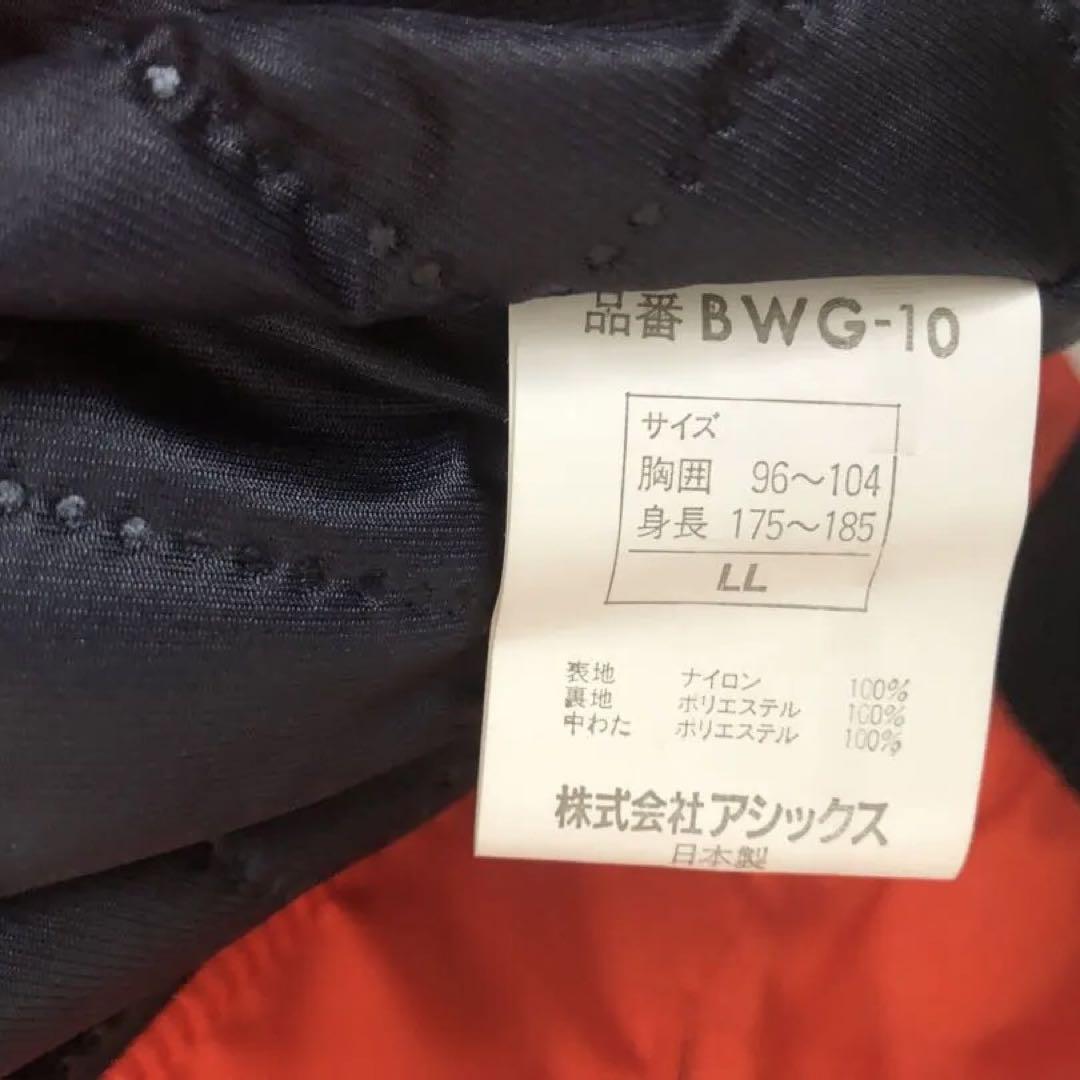 品番 BWG-10
サイズ
胸囲 96～104
身長 175～185
LL
表地 ナイロン 100%
裏地 ポリエステル 100%
中わた ポリエステル 100%
株式会社アシックス
日本製